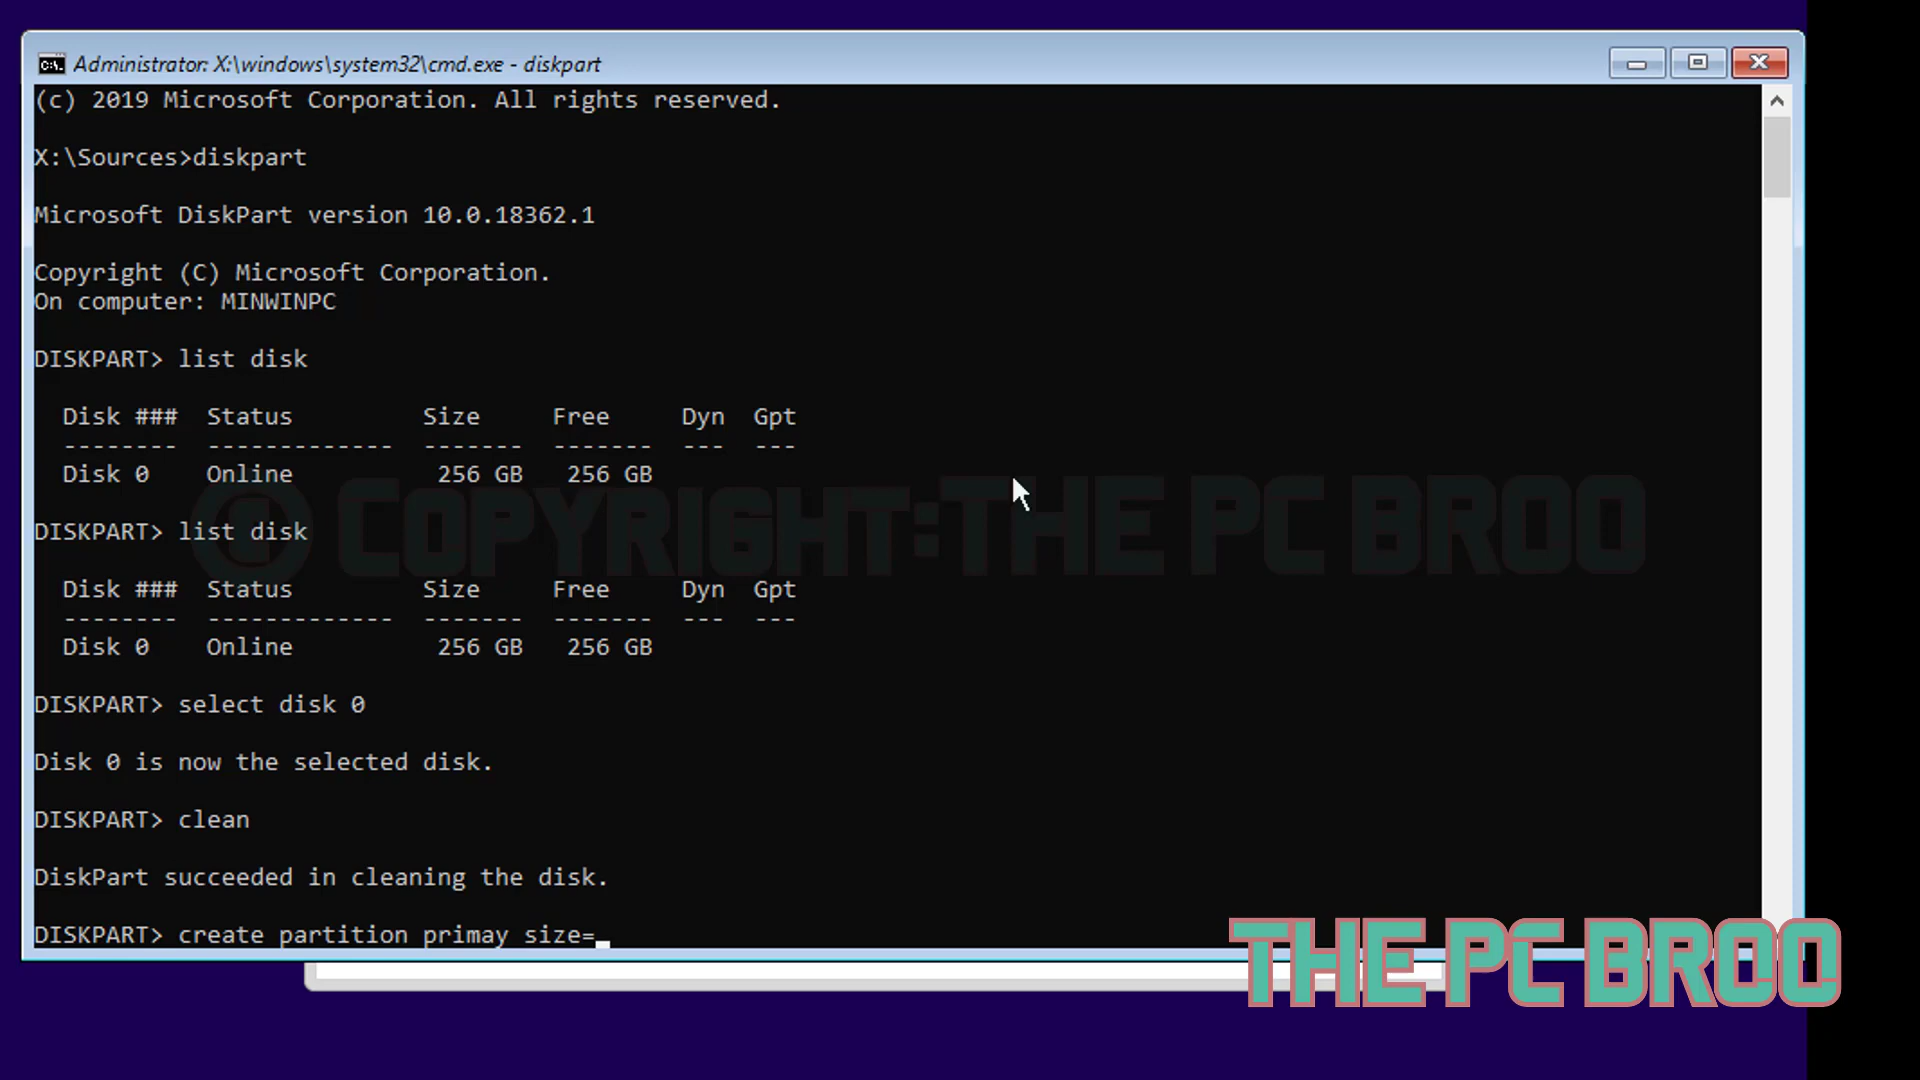 Administrator: X:\windows\system32\cmd.exe - diskpart
(c) 2019 Microsoft Corporation. All rights reserved.
X:\Sources>diskpart
Microsoft DiskPart version 10.0.18362.1
Copyright (C) Microsoft Corporation.
On computer: MINWINPC
DISKPART> list disk
Disk ###  Status         Size     Free     Dyn  Gpt
--------  -------------  -------  -------  ---  ---
Disk 0    Online          256 GB   256 GB
© COPYRIGHT:THE PC BROO
DISKPART> list disk
Disk ###  Status         Size     Free     Dyn  Gpt
--------  -------------  -------  -------  ---  ---
Disk 0    Online          256 GB   256 GB
DISKPART> select disk 0
Disk 0 is now the selected disk.
DISKPART> clean
DiskPart succeeded in cleaning the disk.
DISKPART> create partition primay size=
THE PC BROO